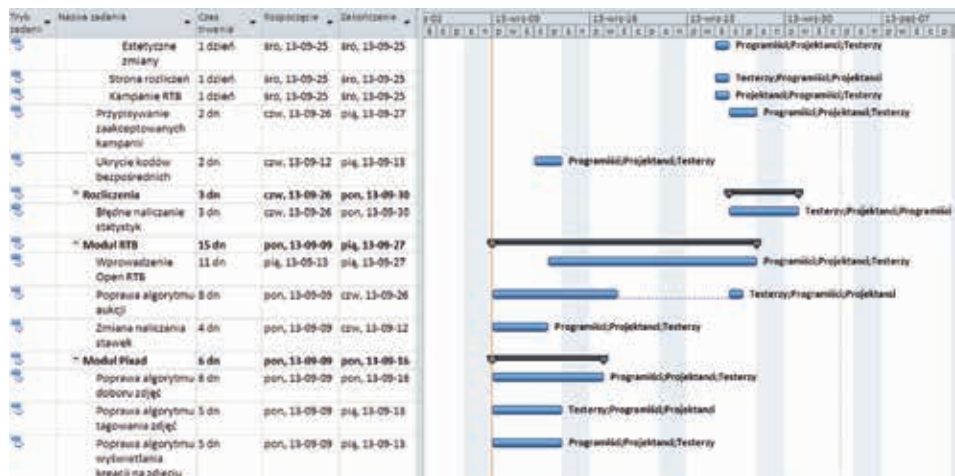 Tryb zadania Nazwa zadania Czas trwania Rozpoczęcie Zakończenie 13-wrz-09 13-wrz-16 13-wrz-23 13-wrz-30 13-paź-07
Estetyczne zmiany 1 dzień śro, 13-09-25 śro, 13-09-25 Programiści;Projektanci;Testerzy
Strona rozliczeń 1 dzień śro, 13-09-25 śro, 13-09-25 Testerzy;Programiści;Projektanci
Kampanie RTB 1 dzień śro, 13-09-25 śro, 13-09-25 Projektanci;Programiści;Testerzy
Przypisywanie zaakceptowanych kampanii 2 dn czw, 13-09-26 pią, 13-09-27 Programiści;Projektanci;Testerzy
Ukrycie kodów bezpośrednich 2 dn czw, 13-09-12 pią, 13-09-13 Programiści;Projektanci;Testerzy
Rozliczenia 3 dn czw, 13-09-26 pon, 13-09-30
Błędne naliczanie statystyk 3 dn czw, 13-09-26 pon, 13-09-30 Testerzy;Projektanci;Programiści
Moduł RTB 15 dn pon, 13-09-09 pią, 13-09-27
Wprowadzenie Open RTB 11 dn pią, 13-09-13 pią, 13-09-27 Programiści;Projektanci;Testerzy
Poprawa algorytmu aukcji 8 dn pon, 13-09-09 czw, 13-09-26 Testerzy;Programiści;Projektanci
Zmiana naliczania stawek 4 dn pon, 13-09-09 czw, 13-09-12 Programiści;Projektanci;Testerzy
Moduł Pixad 6 dn pon, 13-09-09 pon, 13-09-16
Poprawa algorytmu doboru zdjęć 6 dn pon, 13-09-09 pon, 13-09-16 Programiści;Projektanci;Testerzy
Poprawa algorytmu tagowania zdjęć 5 dn pon, 13-09-09 pią, 13-09-13 Testerzy;Programiści;Projektanci
Poprawa algorytmu wyświetlania kreacji na zdjęciu 5 dn pon, 13-09-09 pią, 13-09-13 Programiści;Projektanci;Testerzy